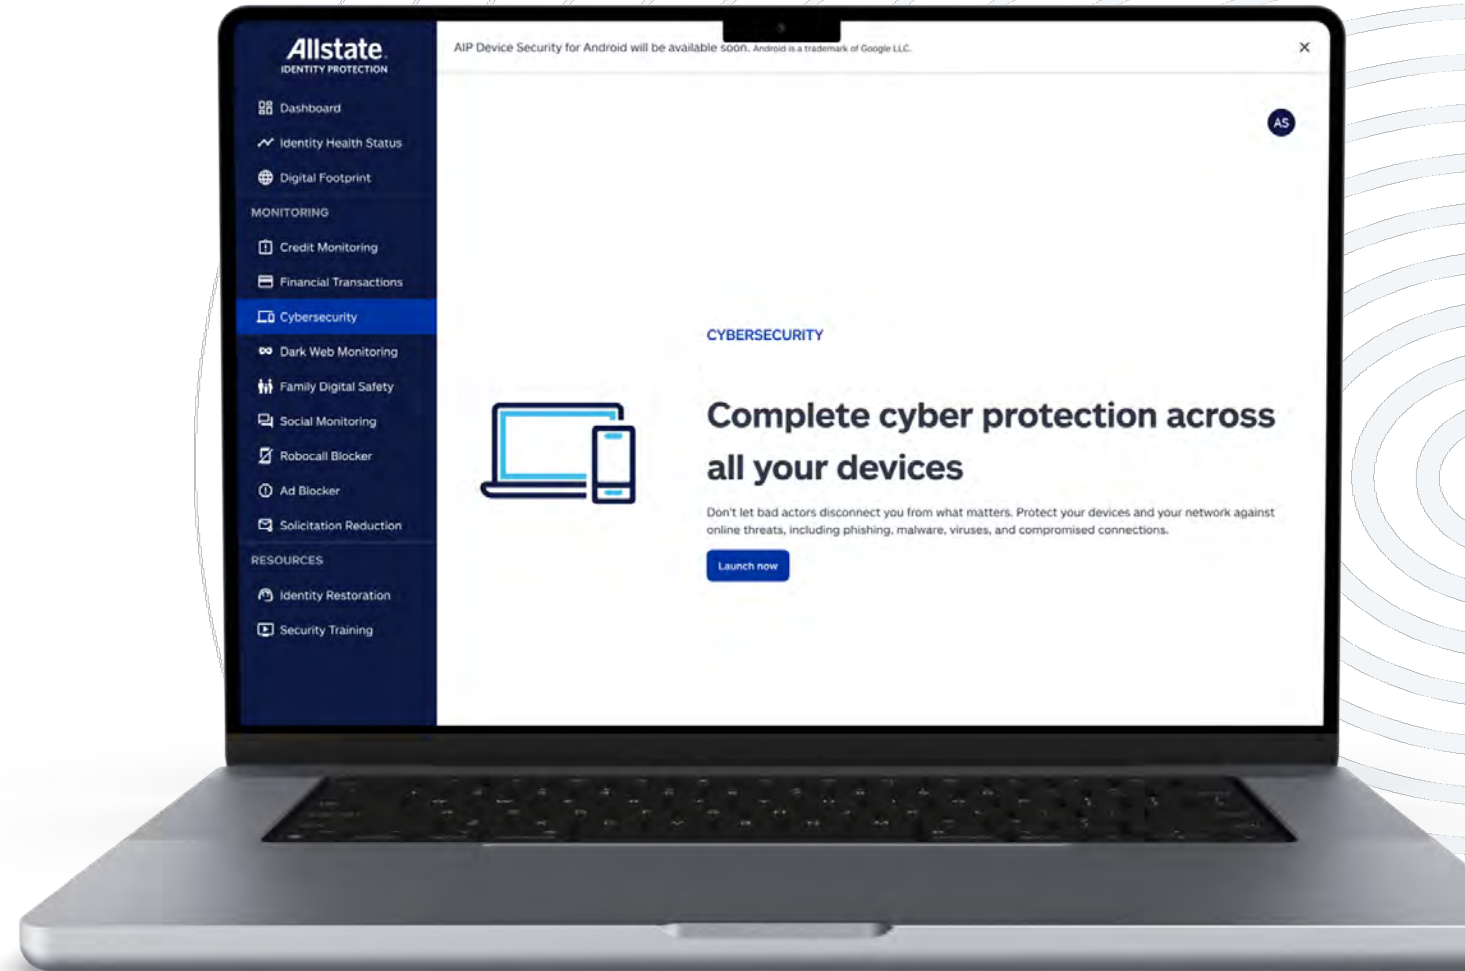 Allstate
IDENTITY PROTECTION
Dashboard
Identity Health Status
Digital Footprint
MONITORING
Credit Monitoring
Financial Transactions
Cybersecurity
Dark Web Monitoring
Family Digital Safety
Social Monitoring
Robocall Blocker
Ad Blocker
Solicitation Reduction
RESOURCES
Identity Restoration
Security Training
AIP Device Security for Android will be available soon. Android is a trademark of Google LLC.
AS
CYBERSECURITY
Complete cyber protection across
all your devices
Don't let bad actors disconnect you from what matters. Protect your devices and your network against
online threats, including phishing, malware, viruses, and compromised connections.
Launch now